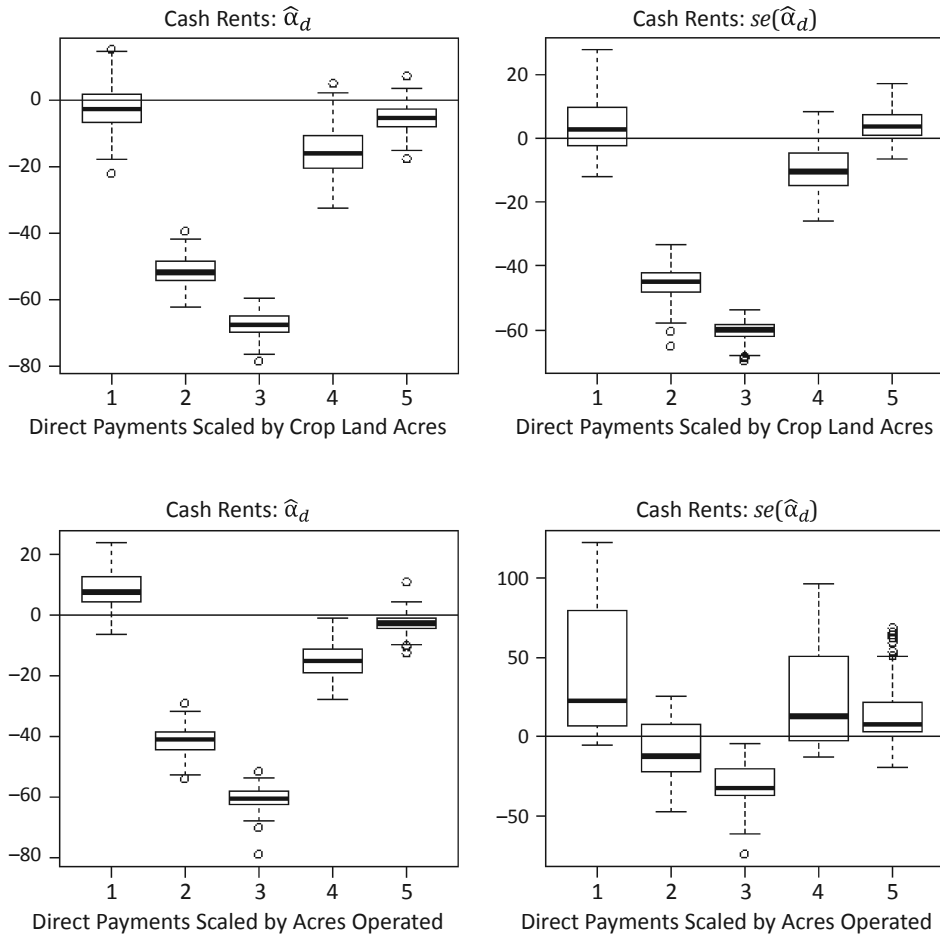 Cash Rents: α̂_d
20
0
−20
−40
−60
−80
1 2 3 4 5
Direct Payments Scaled by Crop Land Acres
Cash Rents: se(α̂_d)
20
0
−20
−40
−60
1 2 3 4 5
Direct Payments Scaled by Crop Land Acres
Cash Rents: α̂_d
20
0
−20
−40
−60
−80
1 2 3 4 5
Direct Payments Scaled by Acres Operated
Cash Rents: se(α̂_d)
100
50
0
−50
1 2 3 4 5
Direct Payments Scaled by Acres Operated